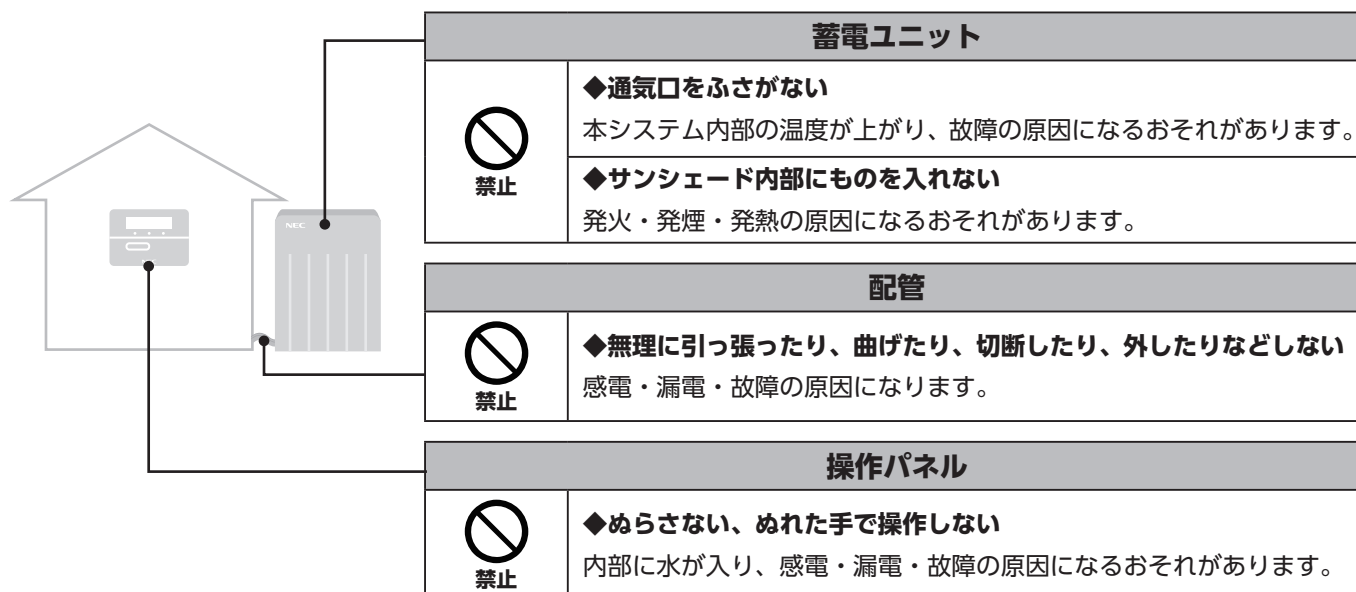 蓄電ユニット
◆通気口をふさがない
本システム内部の温度が上がり、故障の原因になるおそれがあります。
禁止
◆サンシェード内部にものを入れない
発火・発煙・発熱の原因になるおそれがあります。
NEC
配管
◆無理に引っ張ったり、曲げたり、切断したり、外したりなどしない
感電・漏電・故障の原因になります。
禁止
操作パネル
◆ぬらさない、ぬれた手で操作しない
内部に水が入り、感電・漏電・故障の原因になるおそれがあります。
禁止